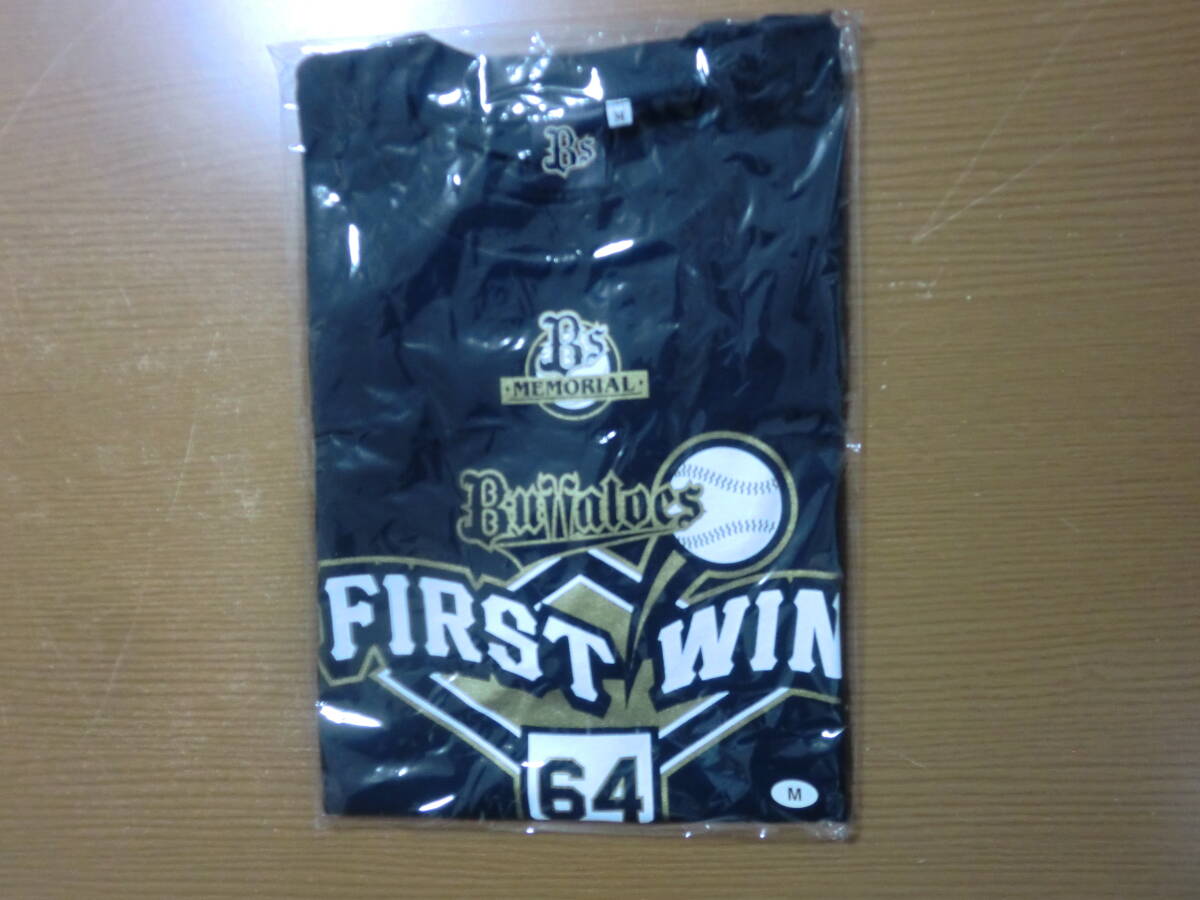 M
Bs
Bs
·MEMORIAL·
Buffaloes
FIRST WIN
64
M